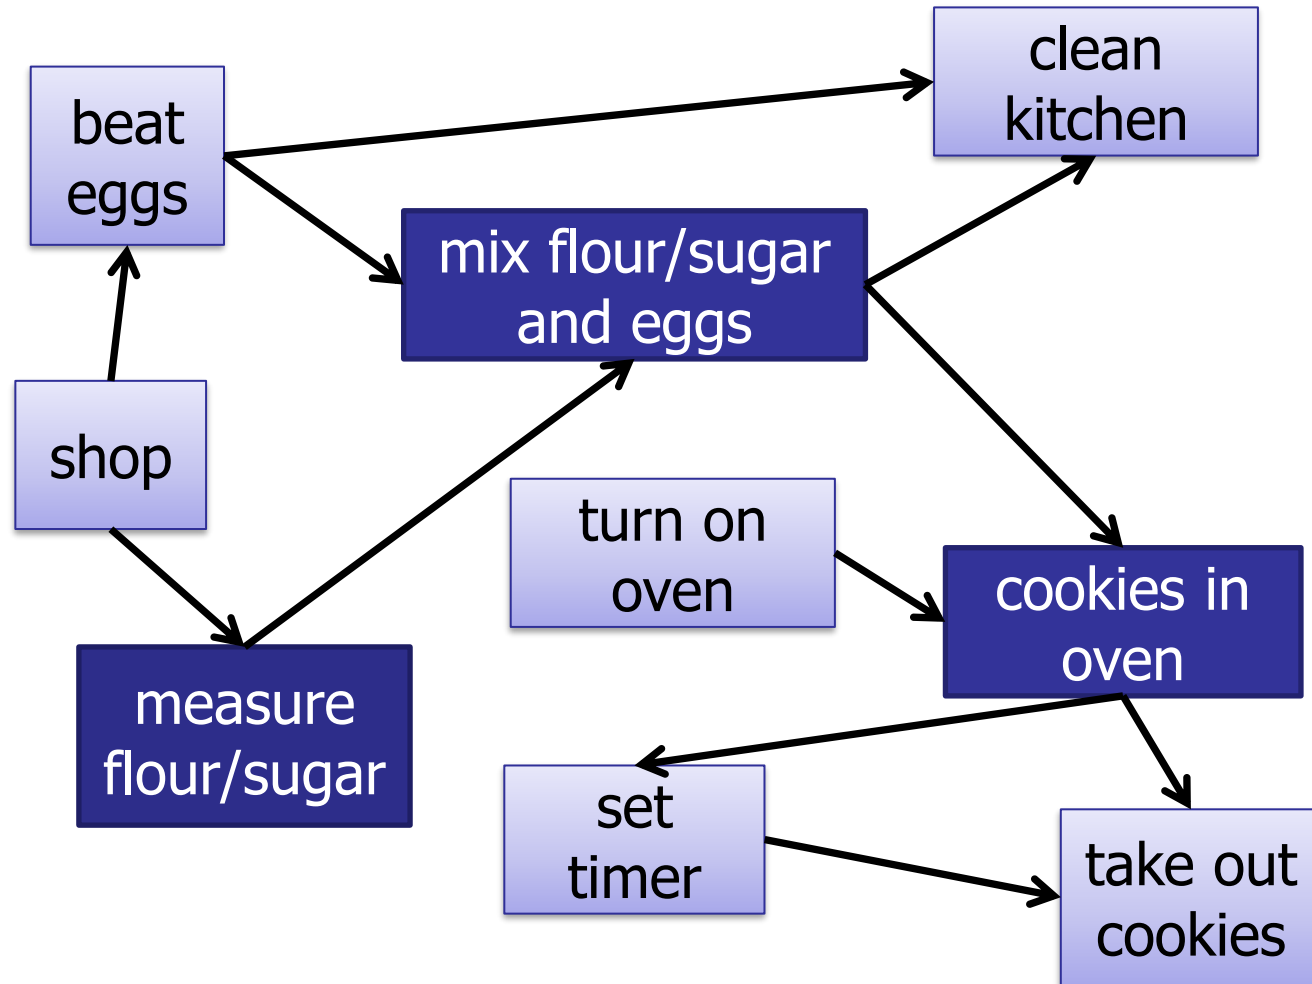 clean
kitchen
beat
eggs
mix flour/sugar
and eggs
shop
turn on
oven
cookies in
oven
measure
flour/sugar
set
timer
take out
cookies